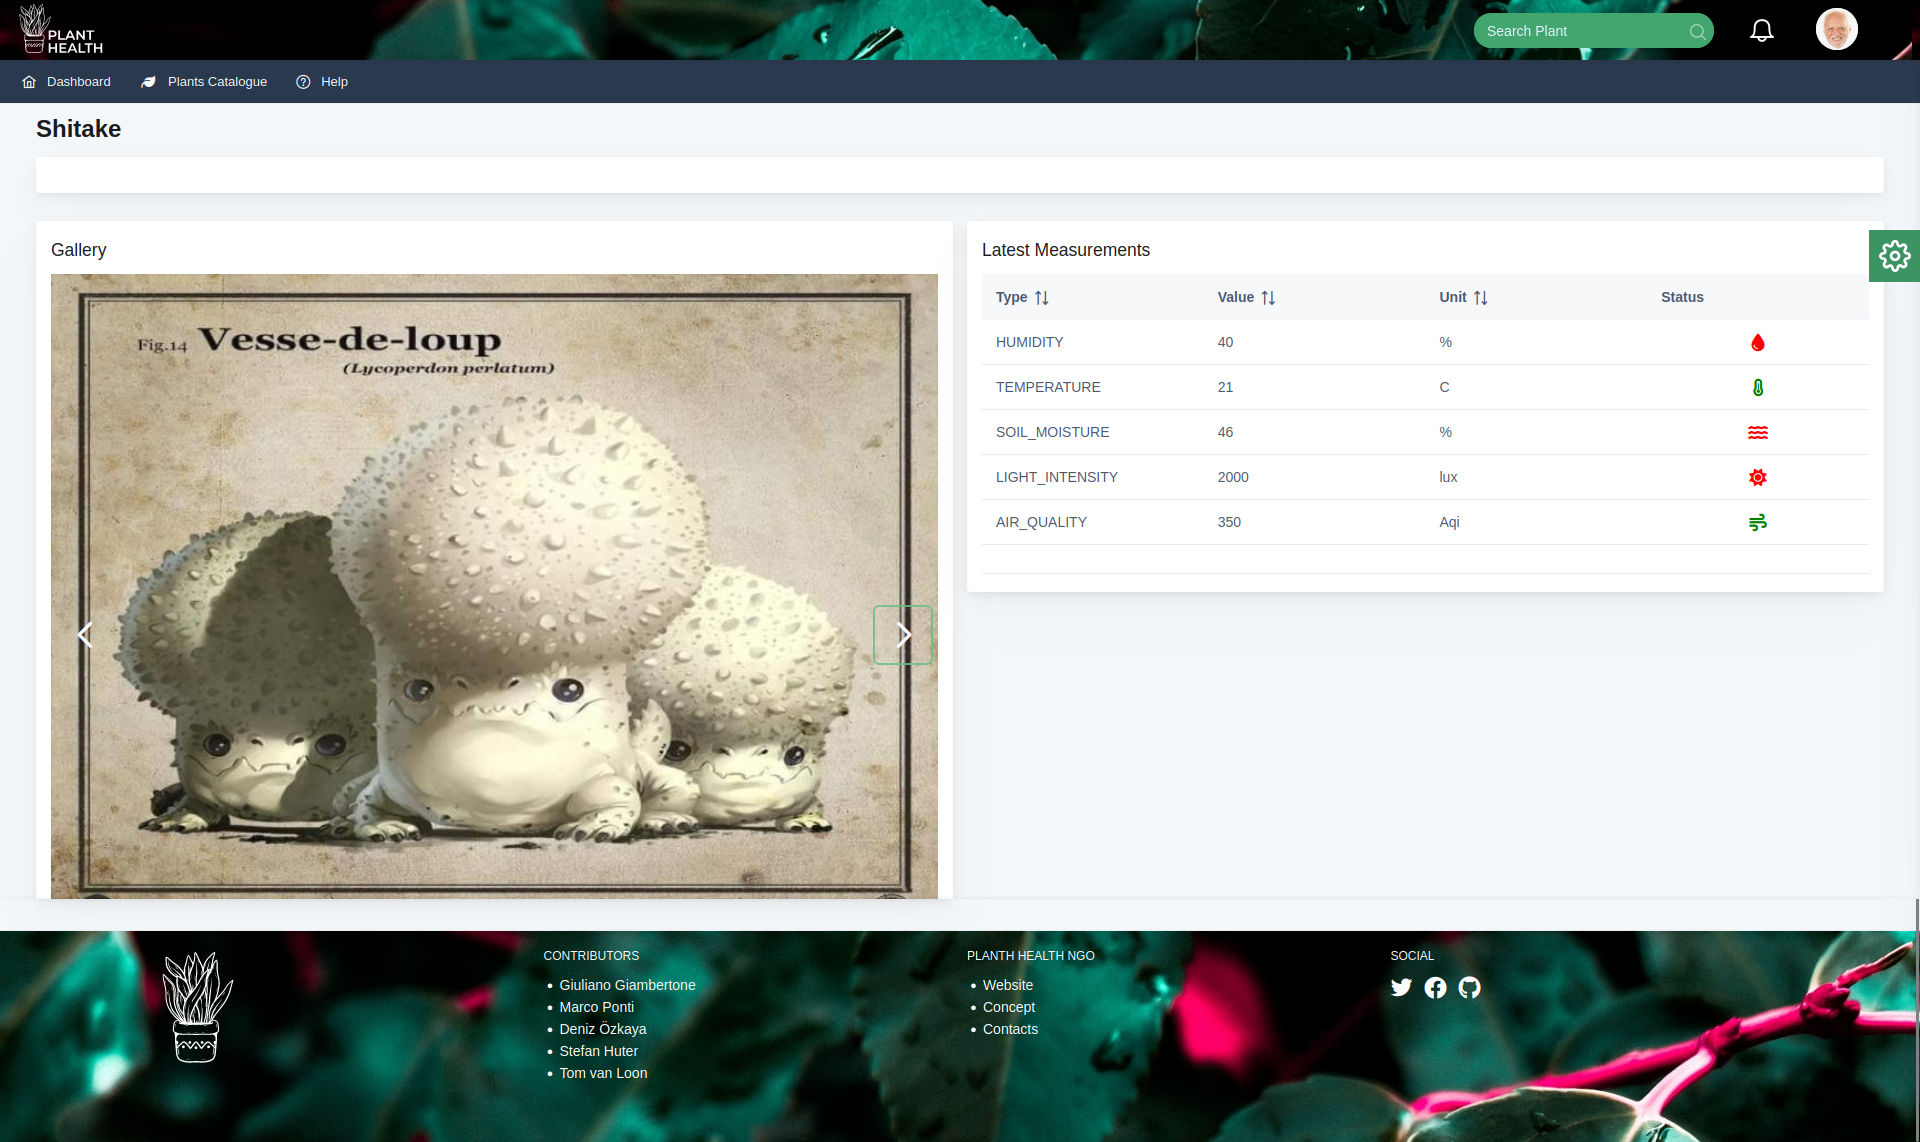 PLANT
HEALTH
Search Plant
Dashboard
Plants Catalogue
Help
Shitake
Gallery
Fig.14 Vesse-de-loup
(Lycoperdon perlatum)
Latest Measurements
Type Value Unit Status
HUMIDITY 40 %
TEMPERATURE 21 C
SOIL_MOISTURE 46 %
LIGHT_INTENSITY 2000 lux
AIR_QUALITY 350 Aqi
CONTRIBUTORS
Giuliano Giambertone
Marco Ponti
Deniz Özkaya
Stefan Huter
Tom van Loon
PLANTH HEALTH NGO
Website
Concept
Contacts
SOCIAL